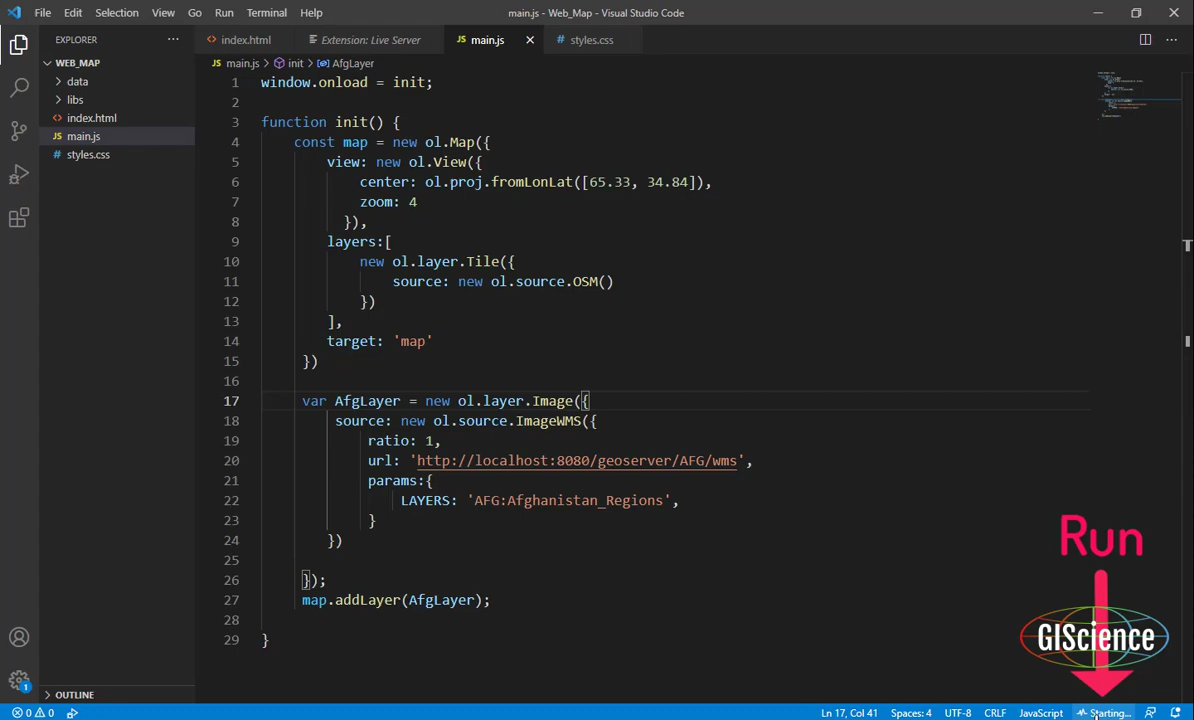 File Edit Selection View Go Run Terminal Help main.js - Web_Map - Visual Studio Code
EXPLORER ... index.html Extension: Live Server JS main.js styles.css ...
WEB_MAP JS main.js > init > AfgLayer
data
libs
index.html
JS main.js
styles.css
1 window.onload = init;
2
3 function init() {
4 const map = new ol.Map({
5 view: new ol.View({
6 center: ol.proj.fromLonLat([65.33, 34.84]),
7 zoom: 4
8 }),
9 layers:[
10 new ol.layer.Tile({
11 source: new ol.source.OSM()
12 })
13 ],
14 target: 'map'
15 })
16
17 var AfgLayer = new ol.layer.Image({
18 source: new ol.source.ImageWMS({
19 ratio: 1,
20 url: 'http://localhost:8080/geoserver/AFG/wms',
21 params:{
22 LAYERS: 'AFG:Afghanistan_Regions',
23 }
24 })
25
26 });
27 map.addLayer(AfgLayer);
28
29 }
Run
GIScience
1
OUTLINE
0 0 Ln 17, Col 41 Spaces: 4 UTF-8 CRLF JavaScript Starting...